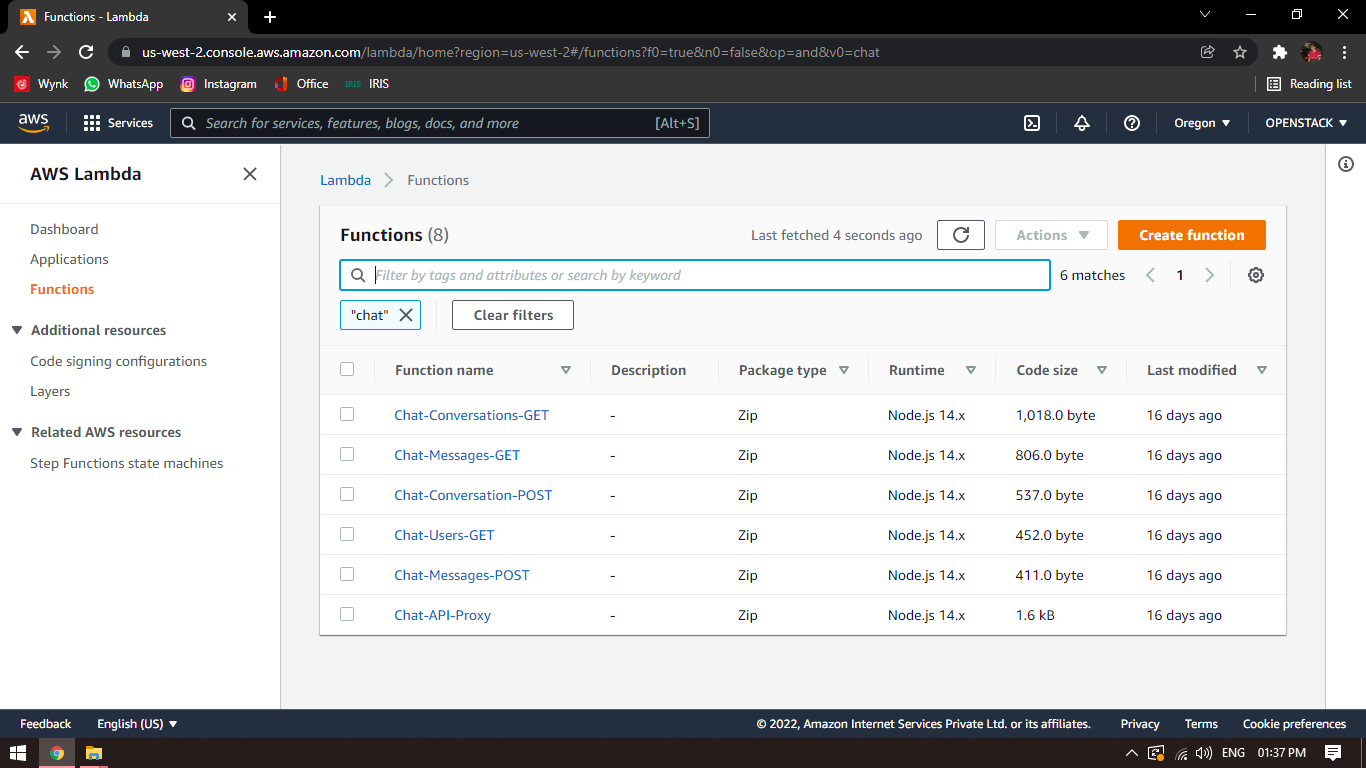 Functions - Lambda
us-west-2.console.aws.amazon.com/lambda/home?region=us-west-2#/functions?f0=true&n0=false&op=and&v0=chat
Wynk WhatsApp Instagram Office IRIS IRIS Reading list
aws Services Search for services, features, blogs, docs, and more [Alt+S] Oregon OPENSTACK
AWS Lambda
Dashboard
Applications
Functions
Additional resources
Code signing configurations
Layers
Related AWS resources
Step Functions state machines
Lambda Functions
Functions (8) Last fetched 4 seconds ago Actions Create function
Filter by tags and attributes or search by keyword 6 matches 1
"chat" Clear filters
Function name Description Package type Runtime Code size Last modified
Chat-Conversations-GET - Zip Node.js 14.x 1,018.0 byte 16 days ago
Chat-Messages-GET - Zip Node.js 14.x 806.0 byte 16 days ago
Chat-Conversation-POST - Zip Node.js 14.x 537.0 byte 16 days ago
Chat-Users-GET - Zip Node.js 14.x 452.0 byte 16 days ago
Chat-Messages-POST - Zip Node.js 14.x 411.0 byte 16 days ago
Chat-API-Proxy - Zip Node.js 14.x 1.6 kB 16 days ago
Feedback English (US) © 2022, Amazon Internet Services Private Ltd. or its affiliates. Privacy Terms Cookie preferences
ENG 01:37 PM